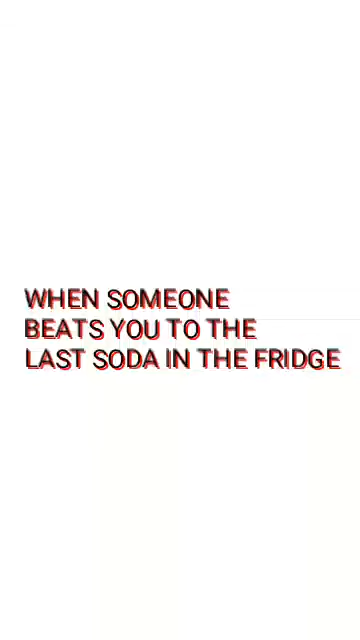 WHEN SOMEONE
BEATS YOU TO THE
LAST SODA IN THE FRIDGE